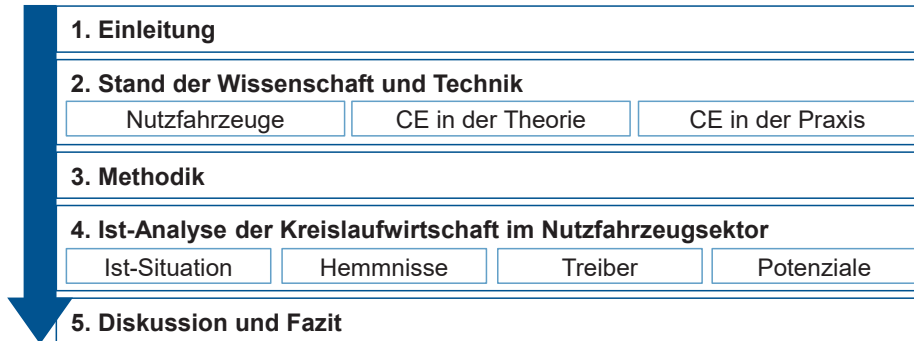 1. Einleitung
2. Stand der Wissenschaft und Technik
Nutzfahrzeuge CE in der Theorie CE in der Praxis
3. Methodik
4. Ist-Analyse der Kreislaufwirtschaft im Nutzfahrzeugsektor
Ist-Situation Hemmnisse Treiber Potenziale
5. Diskussion und Fazit